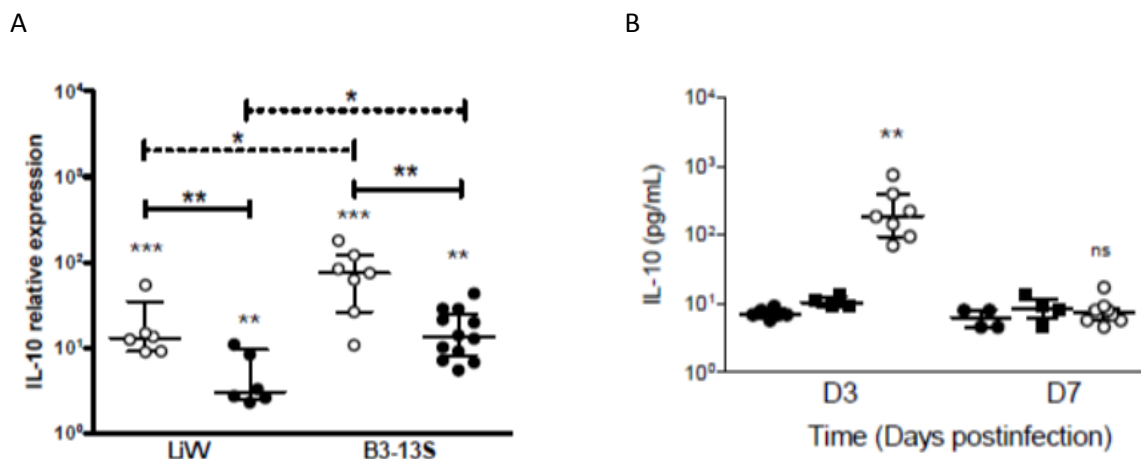 A
B
IL-10 relative expression
10⁴
10³
10²
10¹
10⁰
*
*
**
**
***
**
***
**
LiW B3-13S
IL-10 (pg/mL)
10⁴
10³
10²
10¹
10⁰
**
ns
D3 D7
Time (Days postinfection)